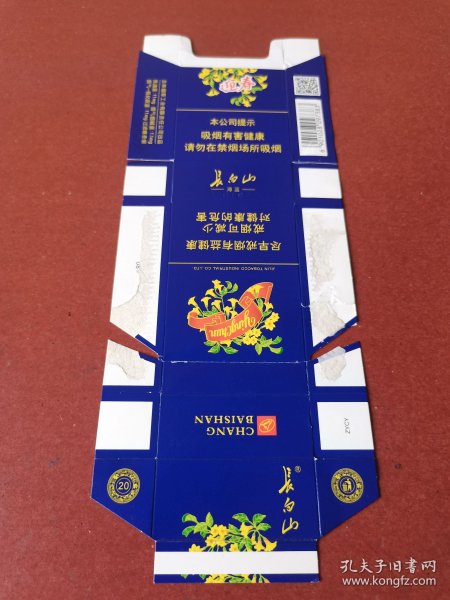 迎春
本公司提示
吸烟有害健康
请勿在禁烟场所吸烟
长白山
海蓝
尽早戒烟有益健康
戒烟可减少
对健康的危害
JILIN TOBACCO INDUSTRIAL CO.,LTD.
Yingchun
CHANG
BAISHAN
ZYCY
20
长白山®
孔夫子旧书网
www.kongfz.com